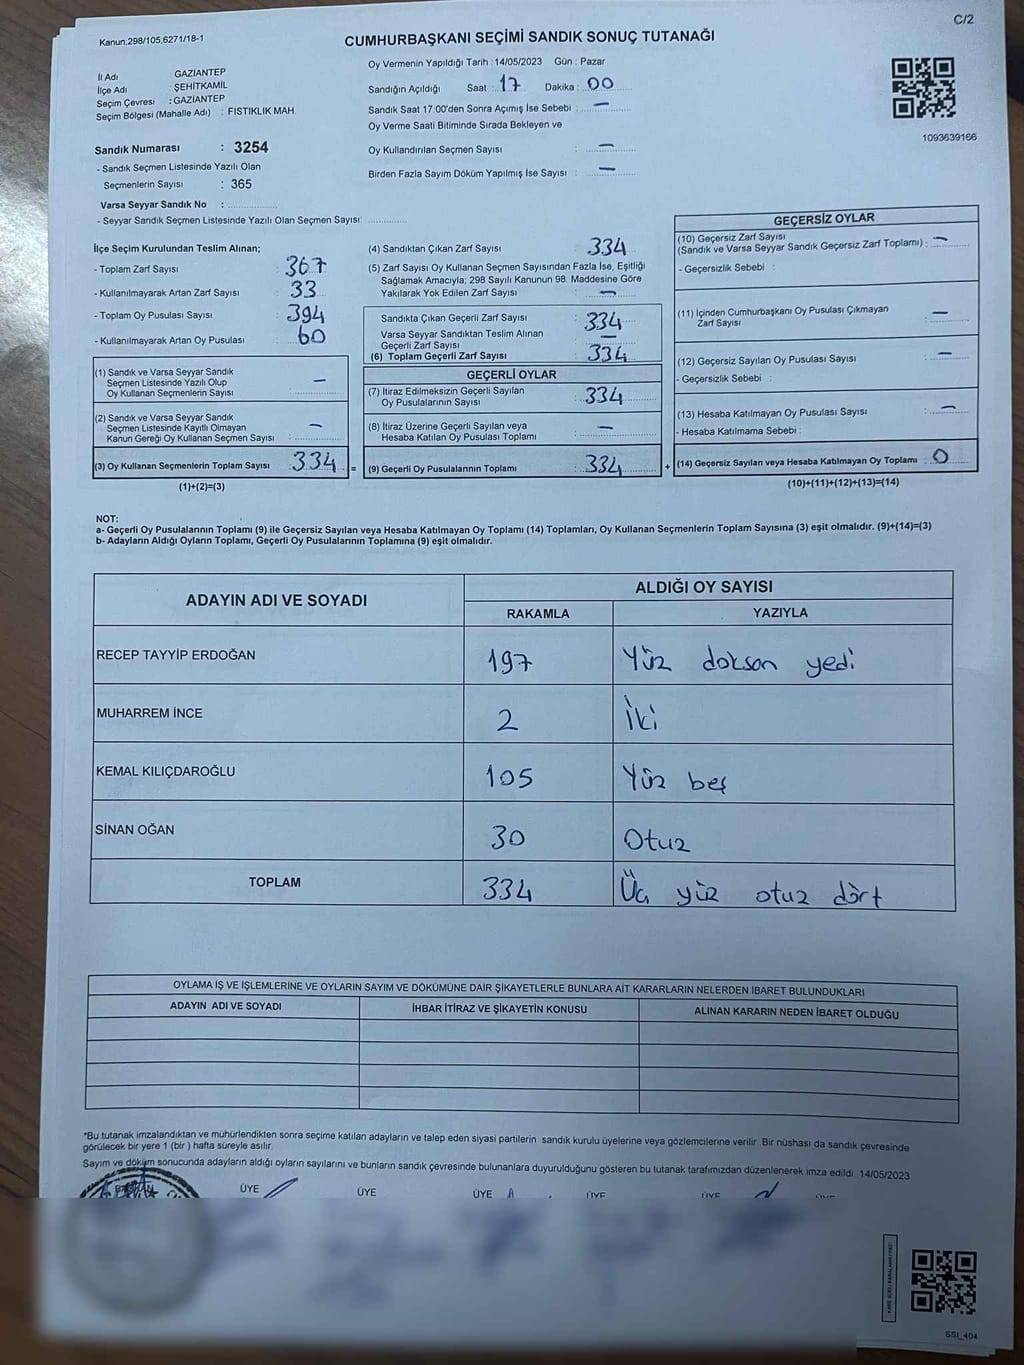 C/2
Kanun;298/105;6271/18-1
CUMHURBAŞKANI SEÇİMİ SANDIK SONUÇ TUTANAĞI
İl Adı GAZİANTEP
İlçe Adı ŞEHİTKAMİL
Seçim Çevresi : GAZİANTEP
Seçim Bölgesi (Mahalle Adı) : FISTIKLIK MAH.
Oy Vermenin Yapıldığı Tarih : 14/05/2023 Gün : Pazar
Sandığın Açıldığı Saat : 17 Dakika : 00
Sandık Saat 17.00'den Sonra Açımış İse Sebebi : –
Oy Verme Saati Bitiminde Sırada Bekleyen ve
Oy Kullandırılan Seçmen Sayısı : –
Birden Fazla Sayım Döküm Yapılmış İse Sayısı : –
1093639166
Sandık Numarası : 3254
- Sandık Seçmen Listesinde Yazılı Olan
Seçmenlerin Sayısı : 365
Varsa Seyyar Sandık No :
- Seyyar Sandık Seçmen Listesinde Yazılı Olan Seçmen Sayısı:
İlçe Seçim Kurulundan Teslim Alınan;
- Toplam Zarf Sayısı : 367
- Kullanılmayarak Artan Zarf Sayısı : 33
- Toplam Oy Pusulası Sayısı : 394
- Kullanılmayarak Artan Oy Pusulası : 60
(1) Sandık ve Varsa Seyyar Sandık
Seçmen Listesinde Yazılı Olup
Oy Kullanan Seçmenlerin Sayısı : –
(2) Sandık ve Varsa Seyyar Sandık
Seçmen Listesinde Kayıtlı Olmayan
Kanun Gereği Oy Kullanan Seçmen Sayısı : –
(3) Oy Kullanan Seçmenlerin Toplam Sayısı : 334 =
(1)+(2)=(3)
(4) Sandıktan Çıkan Zarf Sayısı : 334
(5) Zarf Sayısı Oy Kullanan Seçmen Sayısından Fazla İse, Eşitliği
Sağlamak Amacıyla; 298 Sayılı Kanunun 98. Maddesine Göre
Yakılarak Yok Edilen Zarf Sayısı : –
Sandıkta Çıkan Geçerli Zarf Sayısı : 334
Varsa Seyyar Sandıktan Teslim Alınan
Geçerli Zarf Sayısı : –
(6) Toplam Geçerli Zarf Sayısı : 334
GEÇERLİ OYLAR
(7) İtiraz Edilmeksizin Geçerli Sayılan
Oy Pusulalarının Sayısı : 334
(8) İtiraz Üzerine Geçerli Sayılan veya
Hesaba Katılan Oy Pusulası Toplamı : –
(9) Geçerli Oy Pusulalarının Toplamı : 334 +
GEÇERSİZ OYLAR
(10) Geçersiz Zarf Sayısı
(Sandık ve Varsa Seyyar Sandık Geçersiz Zarf Toplamı) : –
- Geçersizlik Sebebi :
(11) İçinden Cumhurbaşkanı Oy Pusulası Çıkmayan
Zarf Sayısı : –
(12) Geçersiz Sayılan Oy Pusulası Sayısı : –
- Geçersizlik Sebebi :
(13) Hesaba Katılmayan Oy Pusulası Sayısı : –
- Hesaba Katılmama Sebebi :
(14) Geçersiz Sayılan veya Hesaba Katılmayan Oy Toplamı : 0
(10)+(11)+(12)+(13)=(14)
NOT:
a- Geçerli Oy Pusulalarının Toplamı (9) ile Geçersiz Sayılan veya Hesaba Katılmayan Oy Toplamı (14) Toplamları, Oy Kullanan Seçmenlerin Toplam Sayısına (3) eşit olmalıdır. (9)+(14)=(3)
b- Adayların Aldığı Oyların Toplamı, Geçerli Oy Pusulalarının Toplamına (9) eşit olmalıdır.
ADAYIN ADI VE SOYADI ALDIĞI OY SAYISI
RAKAMLA YAZIYLA
RECEP TAYYİP ERDOĞAN 197 Yüz doksan yedi
MUHARREM İNCE 2 İki
KEMAL KILIÇDAROĞLU 105 Yüz beş
SİNAN OĞAN 30 Otuz
TOPLAM 334 Üç yüz otuz dört
OYLAMA İŞ VE İŞLEMLERİNE VE OYLARIN SAYIM VE DÖKÜMÜNE DAİR ŞİKAYETLERLE BUNLARA AİT KARARLARIN NELERDEN İBARET BULUNDUKLARI
ADAYIN ADI VE SOYADI İHBAR İTİRAZ VE ŞİKAYETİN KONUSU ALINAN KARARIN NEDEN İBARET OLDUĞU
*Bu tutanak imzalandıktan ve mühürlendikten sonra seçime katılan adayların ve talep eden siyasi partilerin sandık kurulu üyelerine veya gözlemcilerine verilir. Bir nüshası da sandık çevresinde
görülecek bir yere 1 (bir ) hafta süreyle asılır.
Sayım ve döküm sonucunda adayların aldığı oyların sayılarını ve bunların sandık çevresinde bulunanlara duyurulduğunu gösteren bu tutanak tarafımızdan düzenlenerek imza edildi. 14/05/2023
BAŞKAN ÜYE ÜYE ÜYE ÜYE ÜYE ÜYE
SSI_404